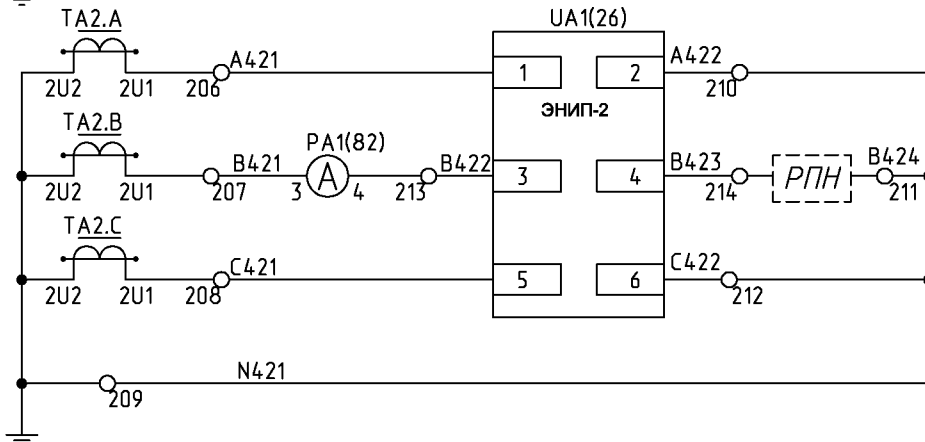 TA2.A
UA1(26)
A421
A422
2U2
2U1
206
1
2
210
ЭНИП-2
TA2.B
PA1(82)
B421
B422
B423
B424
2U2
2U1
207
3
A
4
213
3
4
214
РПН
211
TA2.C
C421
C422
2U2
2U1
208
5
6
212
N421
209